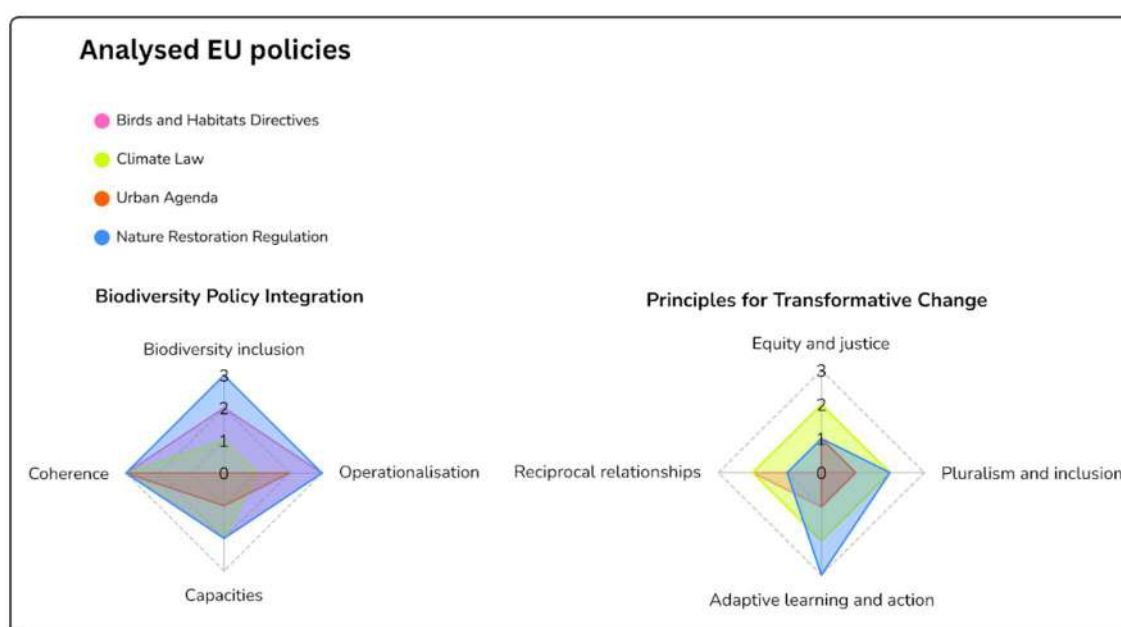 Analysed EU policies
Birds and Habitats Directives
Climate Law
Urban Agenda
Nature Restoration Regulation
Biodiversity Policy Integration
Biodiversity inclusion
3
2
1
0
Coherence
Operationalisation
Capacities
Principles for Transformative Change
Equity and justice
3
2
1
0
Reciprocal relationships
Pluralism and inclusion
Adaptive learning and action